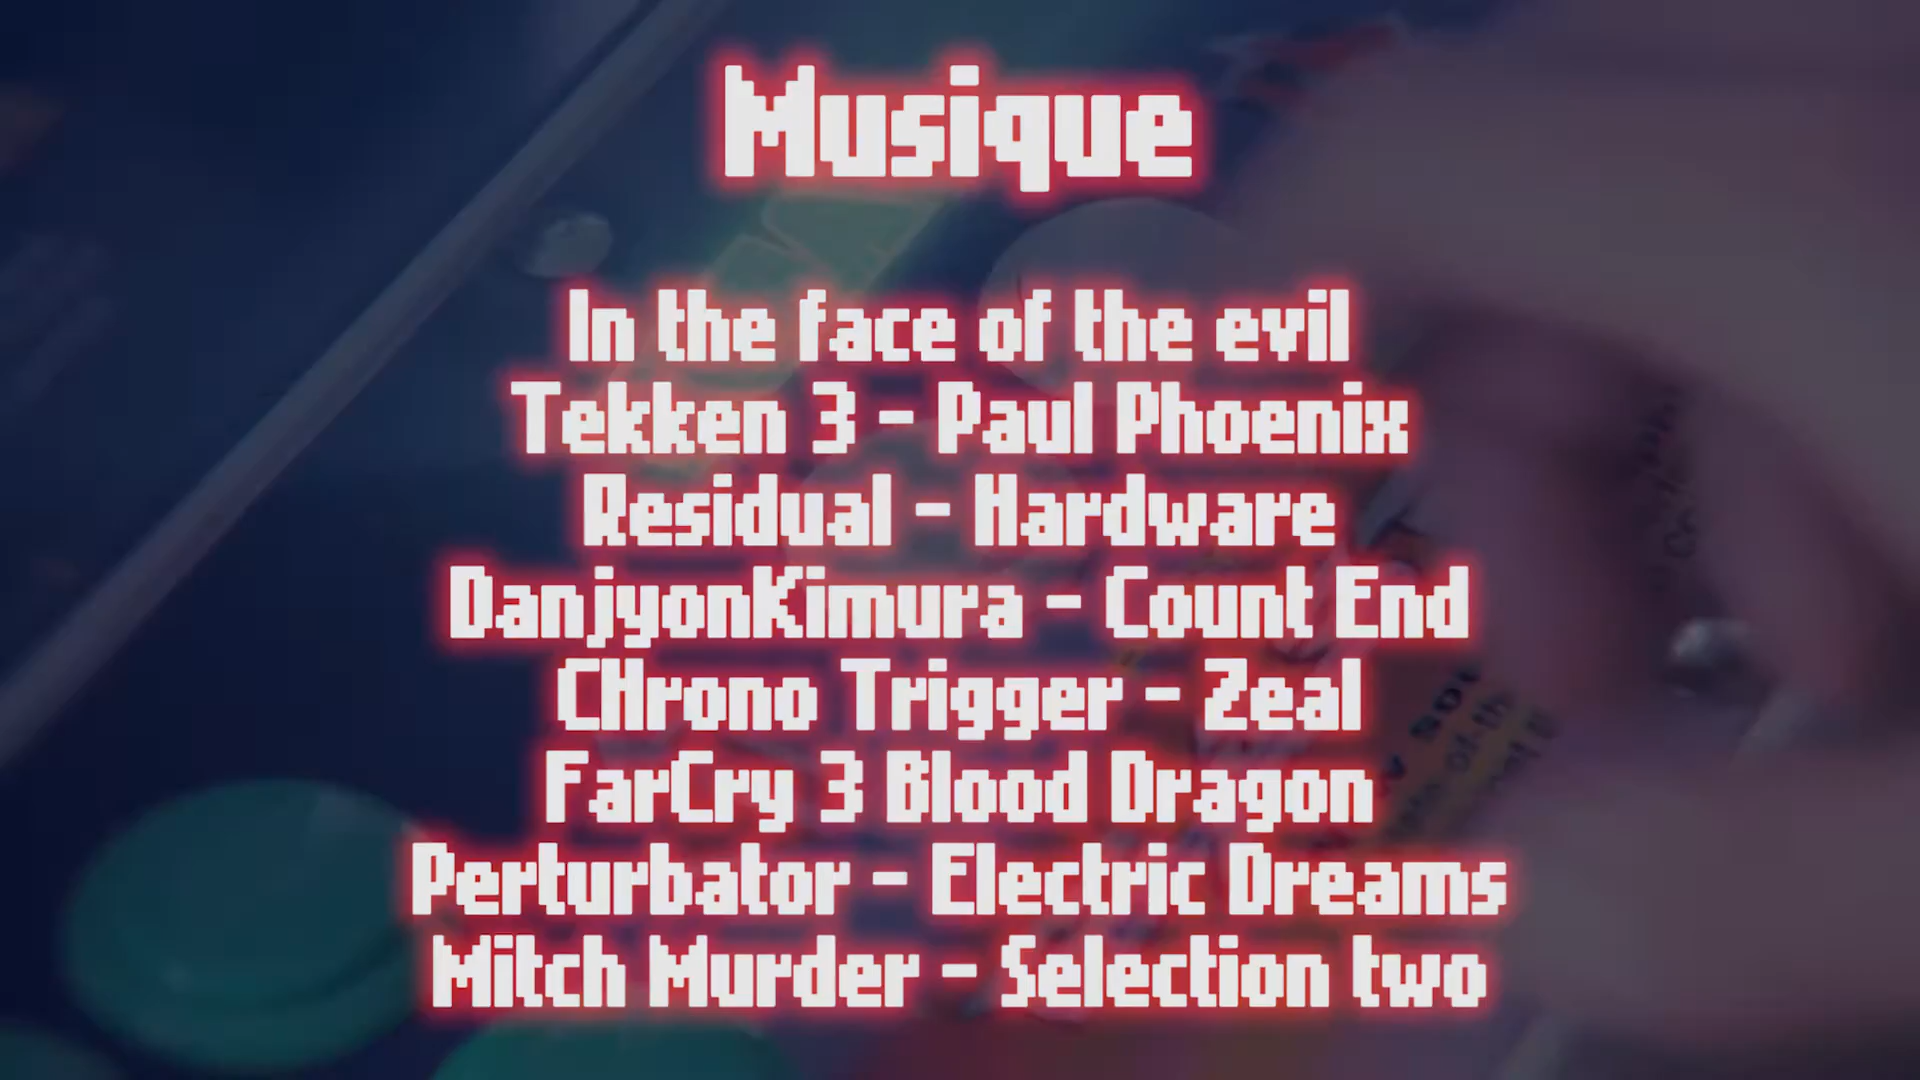 Musique
In the face of the evil
Tekken 3 - Paul Phoenix
Residual - Hardware
DanjyonKimura - Count End
CHrono Trigger - Zeal
FarCry 3 Blood Dragon
Perturbator - Electric Dreams
Mitch Murder - Selection two